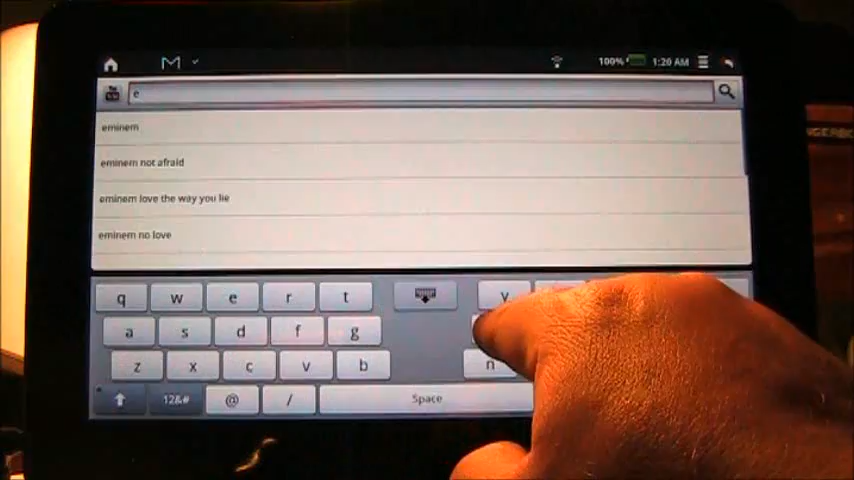 100% 1:20 AM
e
eminem
eminem not afraid
eminem love the way you lie
eminem no love
q w e r t y
a s d f g
z x c v b n
12&# @ / Space